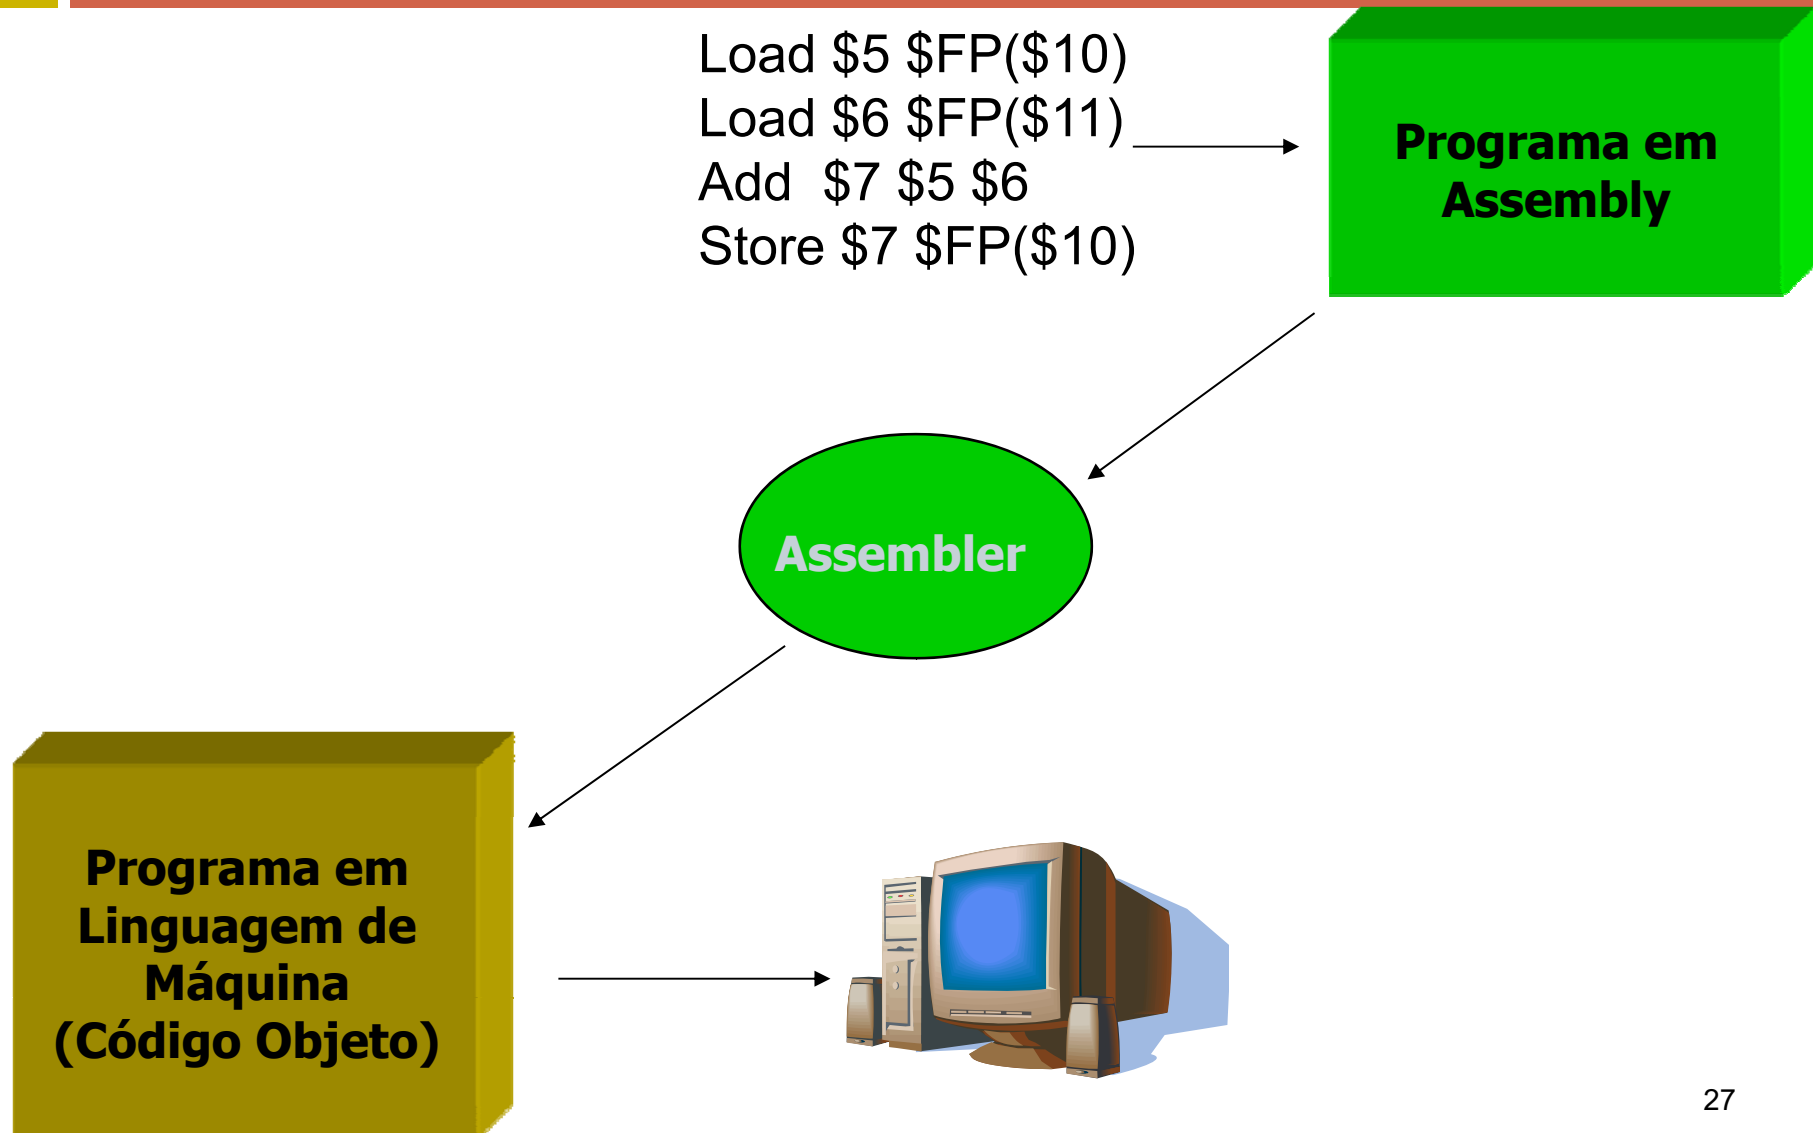 Load $5 $FP($10)
Load $6 $FP($11)
Add  $7 $5 $6
Store $7 $FP($10)
Programa em
Assembly
Assembler
Programa em
Linguagem de
Máquina
(Código Objeto)
27